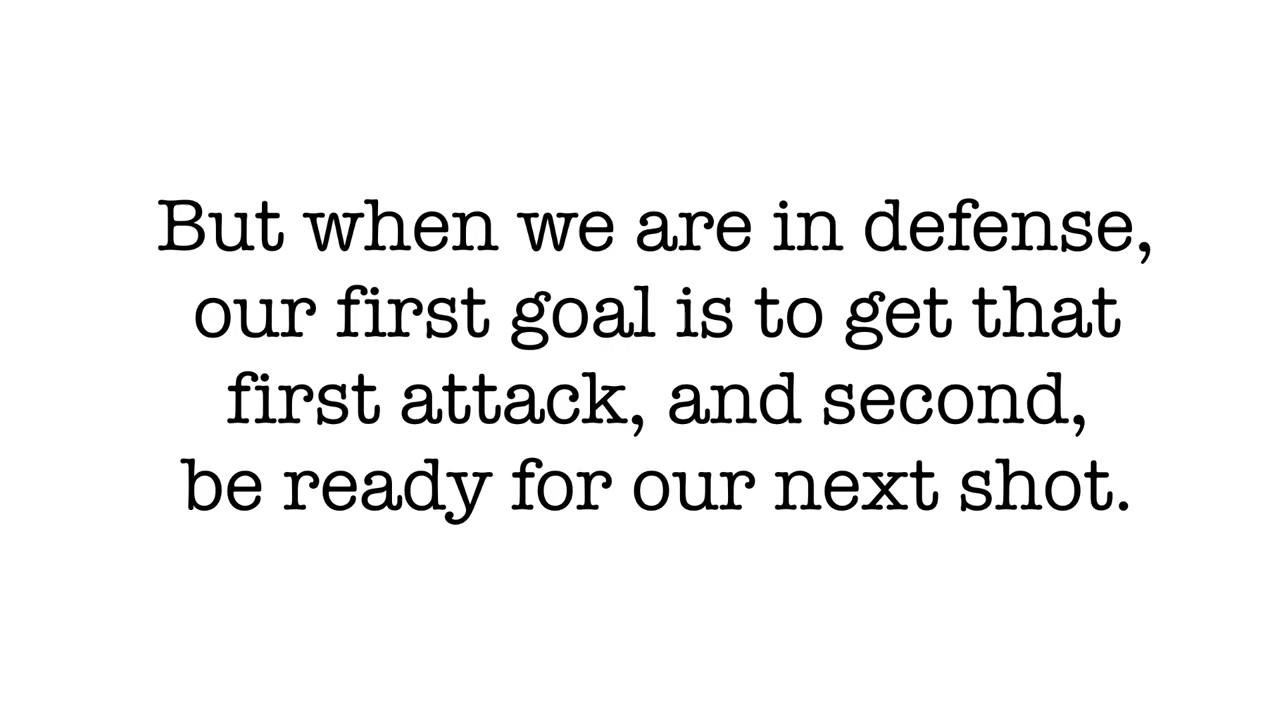 But when we are in defense,
our first goal is to get that
first attack, and second,
be ready for our next shot.